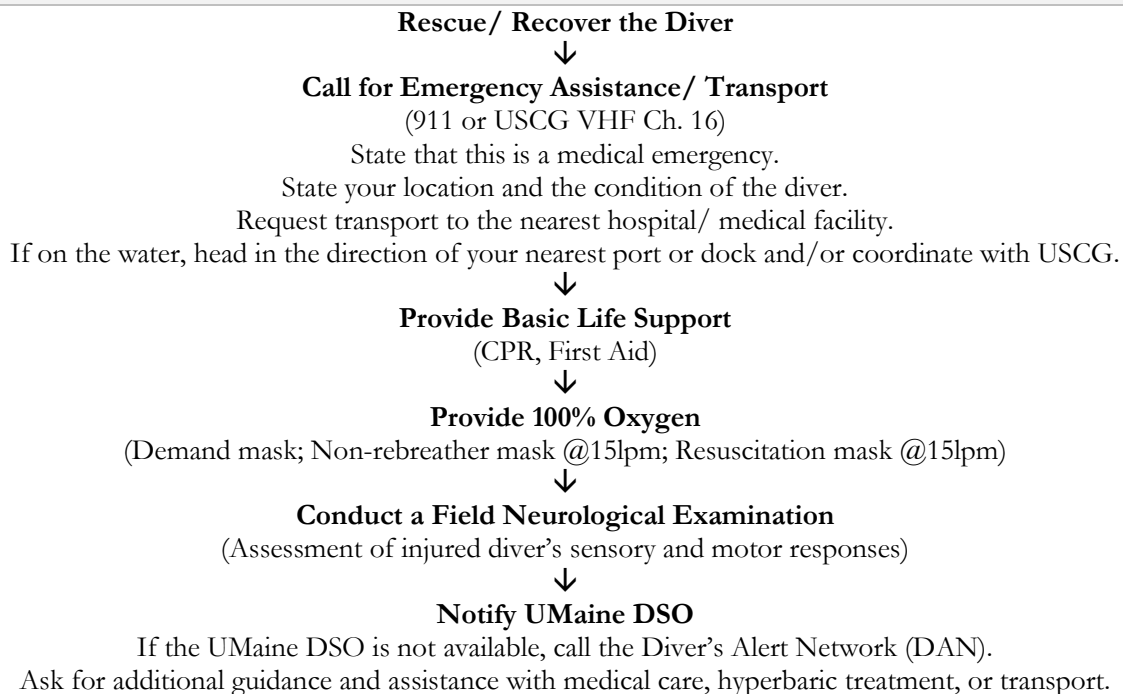 Rescue/ Recover the Diver
↓
Call for Emergency Assistance/ Transport
(911 or USCG VHF Ch. 16)
State that this is a medical emergency.
State your location and the condition of the diver.
Request transport to the nearest hospital/ medical facility.
If on the water, head in the direction of your nearest port or dock and/or coordinate with USCG.
↓
Provide Basic Life Support
(CPR, First Aid)
↓
Provide 100% Oxygen
(Demand mask; Non-rebreather mask @15lpm; Resuscitation mask @15lpm)
↓
Conduct a Field Neurological Examination
(Assessment of injured diver’s sensory and motor responses)
↓
Notify UMaine DSO
If the UMaine DSO is not available, call the Diver’s Alert Network (DAN).
Ask for additional guidance and assistance with medical care, hyperbaric treatment, or transport.